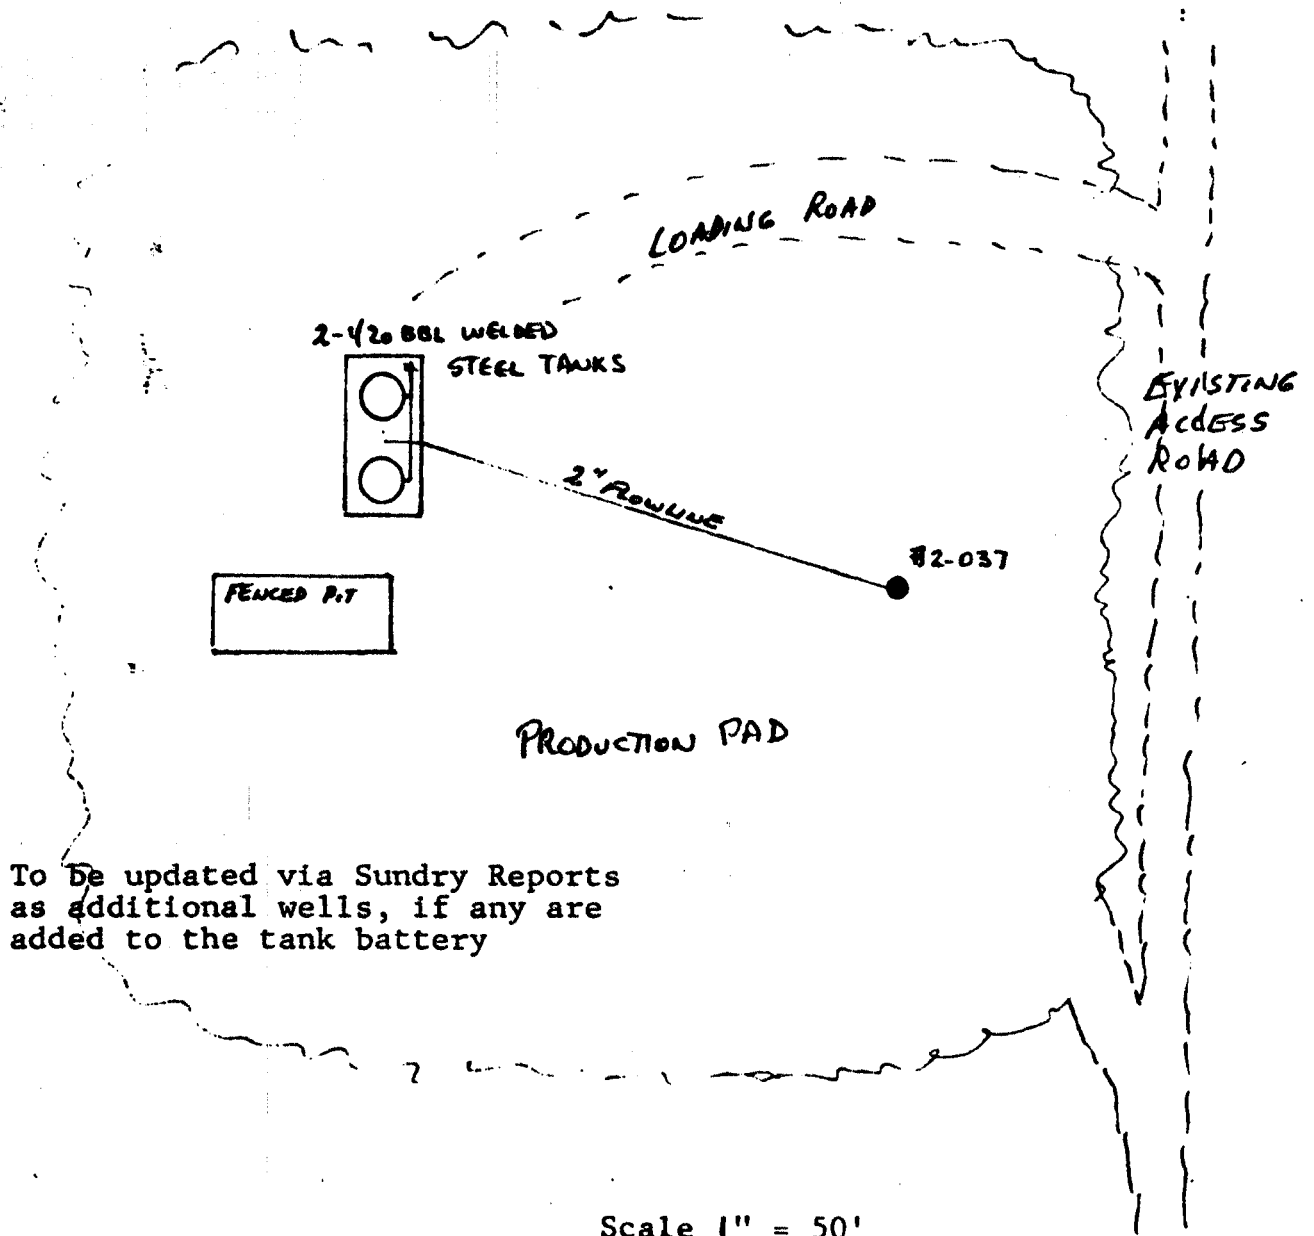 LOADING ROAD
2-420 BBL WELDED
STEEL TANKS
EXISTING
ACCESS
ROAD
2" FLOWLINE
#2-037
FENCED PIT
PRODUCTION PAD
To be updated via Sundry Reports
as additional wells, if any are
added to the tank battery
Scale 1" = 50'